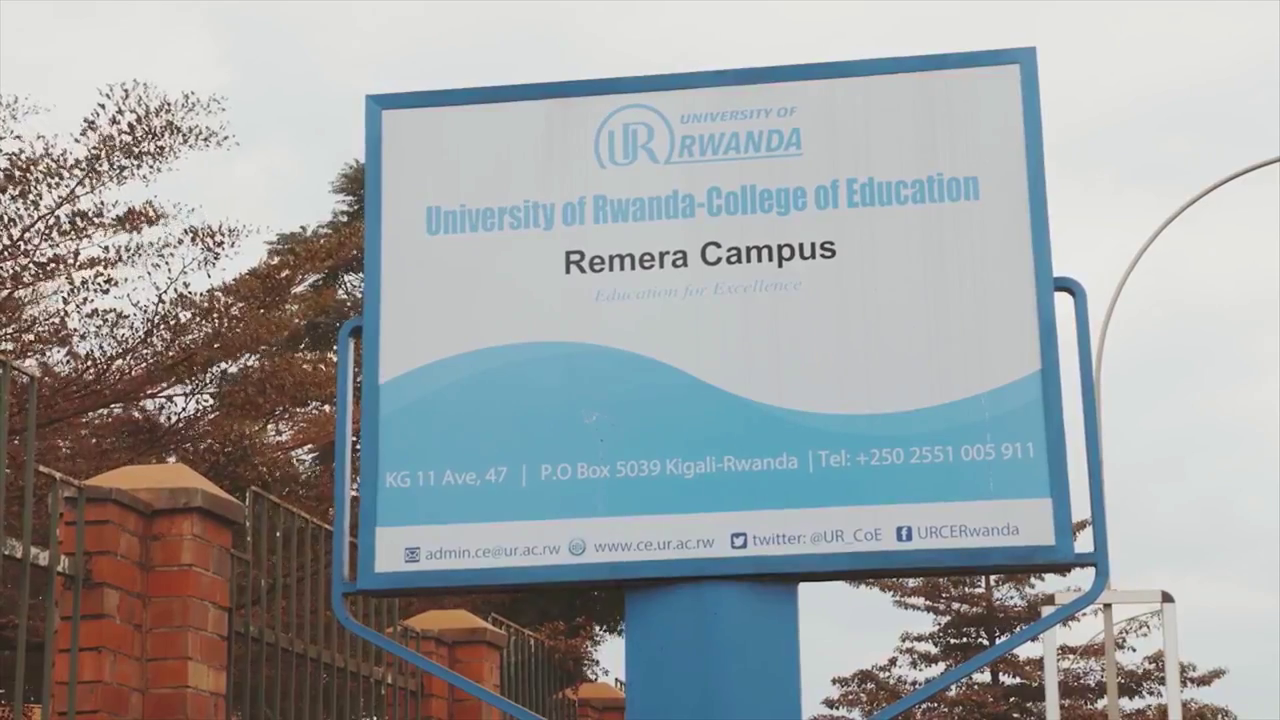 UR UNIVERSITY OF
RWANDA
University of Rwanda-College of Education
Remera Campus
Education for Excellence
KG 11 Ave, 47 | P.O Box 5039 Kigali-Rwanda | Tel: +250 2551 005 911
admin.ce@ur.ac.rw www.ce.ur.ac.rw twitter: @UR_CoE f URCERwanda